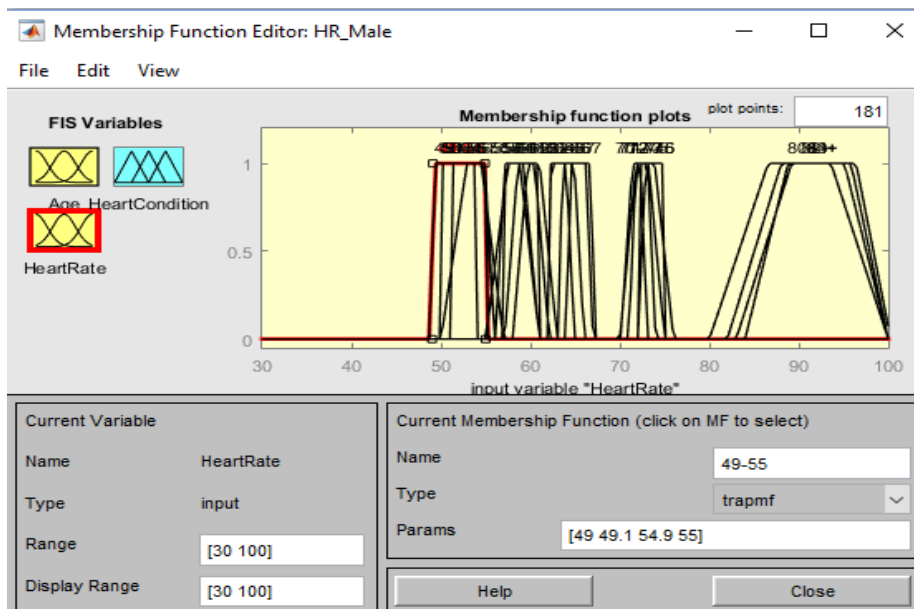 Membership Function Editor: HR_Male
File Edit View
FIS Variables
Membership function plots
plot points:
181
Age HeartCondition
HeartRate
1
0.5
0
30 40 50 60 70 80 90 100
input variable "HeartRate"
Current Variable
Name HeartRate
Type input
Range [30 100]
Display Range [30 100]
Current Membership Function (click on MF to select)
Name 49-55
Type trapmf
Params [49 49.1 54.9 55]
Help Close